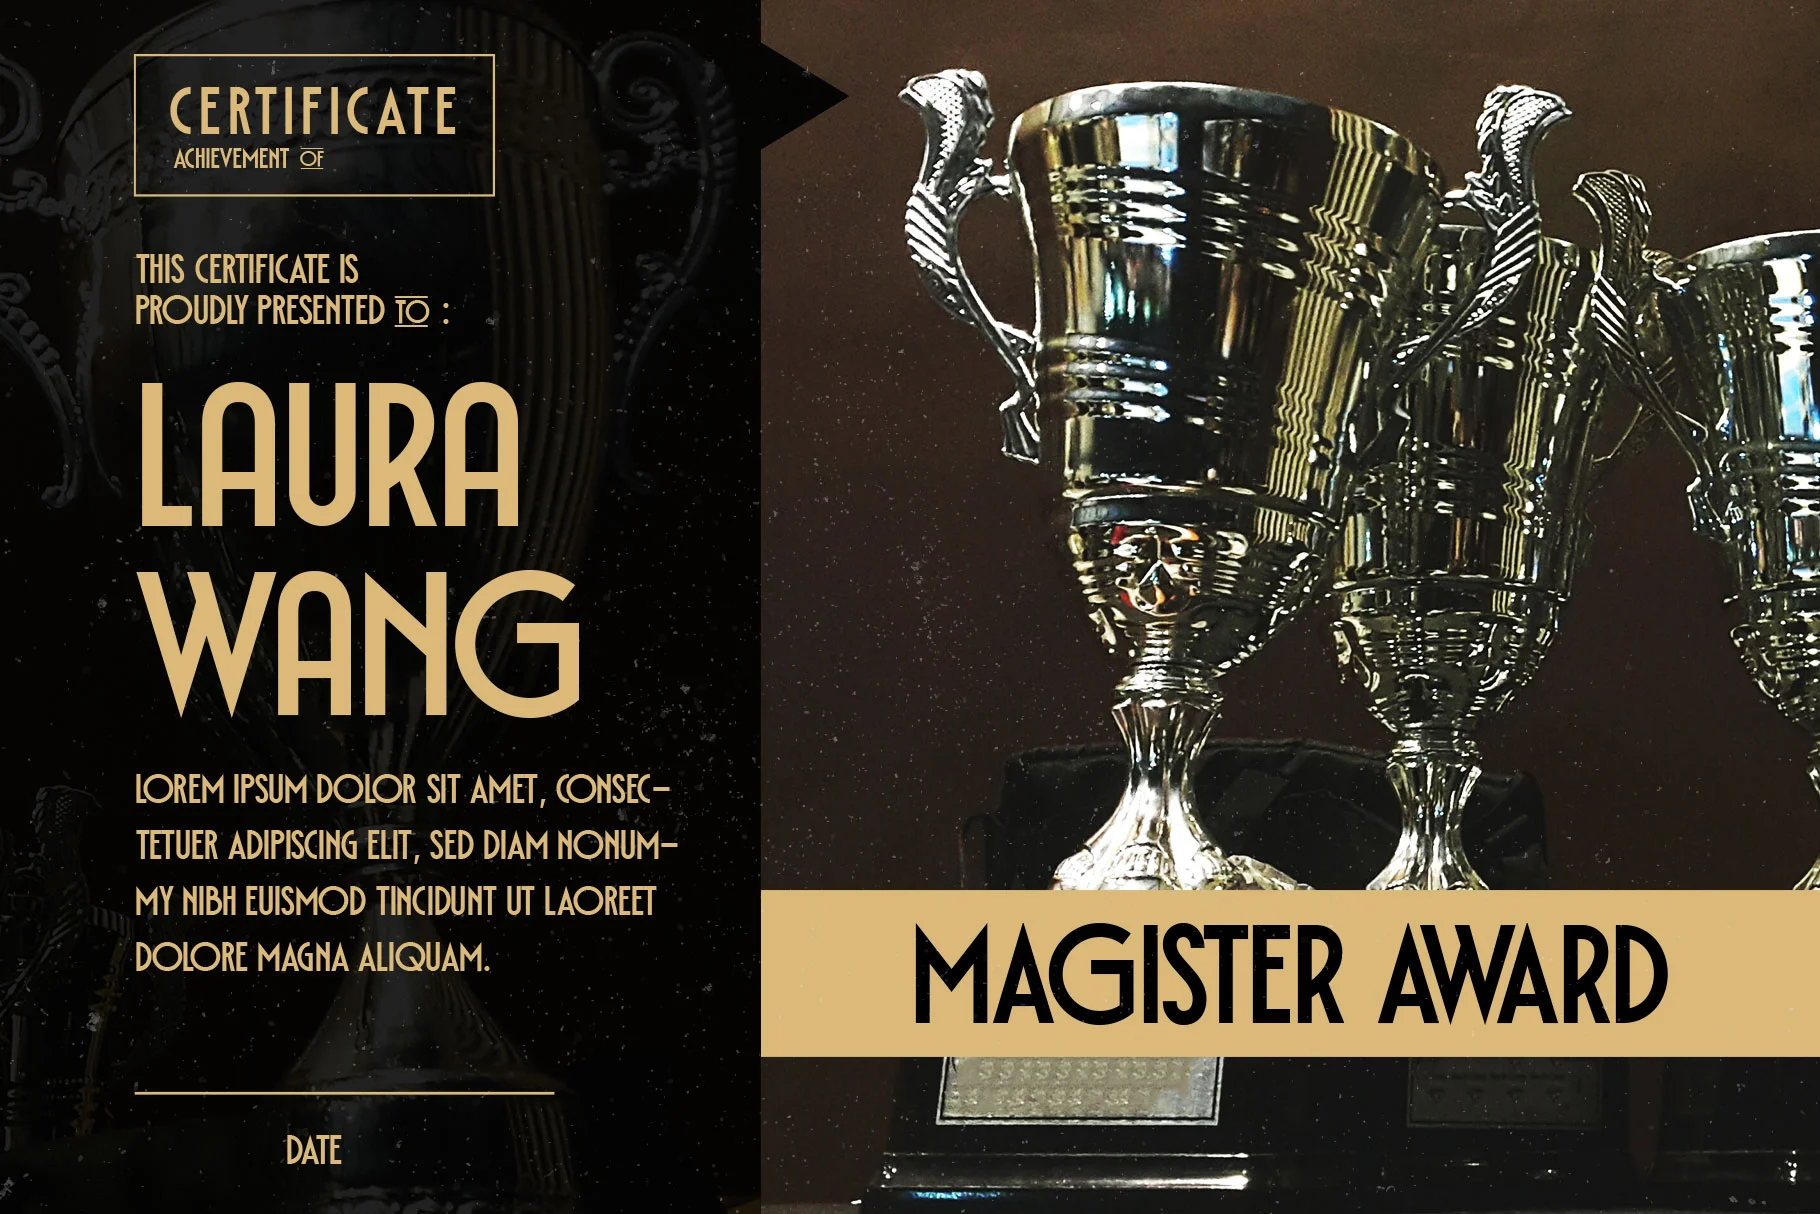 CERTIFICATE
ACHIEVEMENT OF
THIS CERTIFICATE IS
PROUDLY PRESENTED TO :
LAURA
WANG
LOREM IPSUM DOLOR SIT AMET, CONSEC-
TETUER ADIPISCING ELIT, SED DIAM NONUM-
MY NIBH EUISMOD TINCIDUNT UT LAOREET
DOLORE MAGNA ALIQUAM.
DATE
MAGISTER AWARD